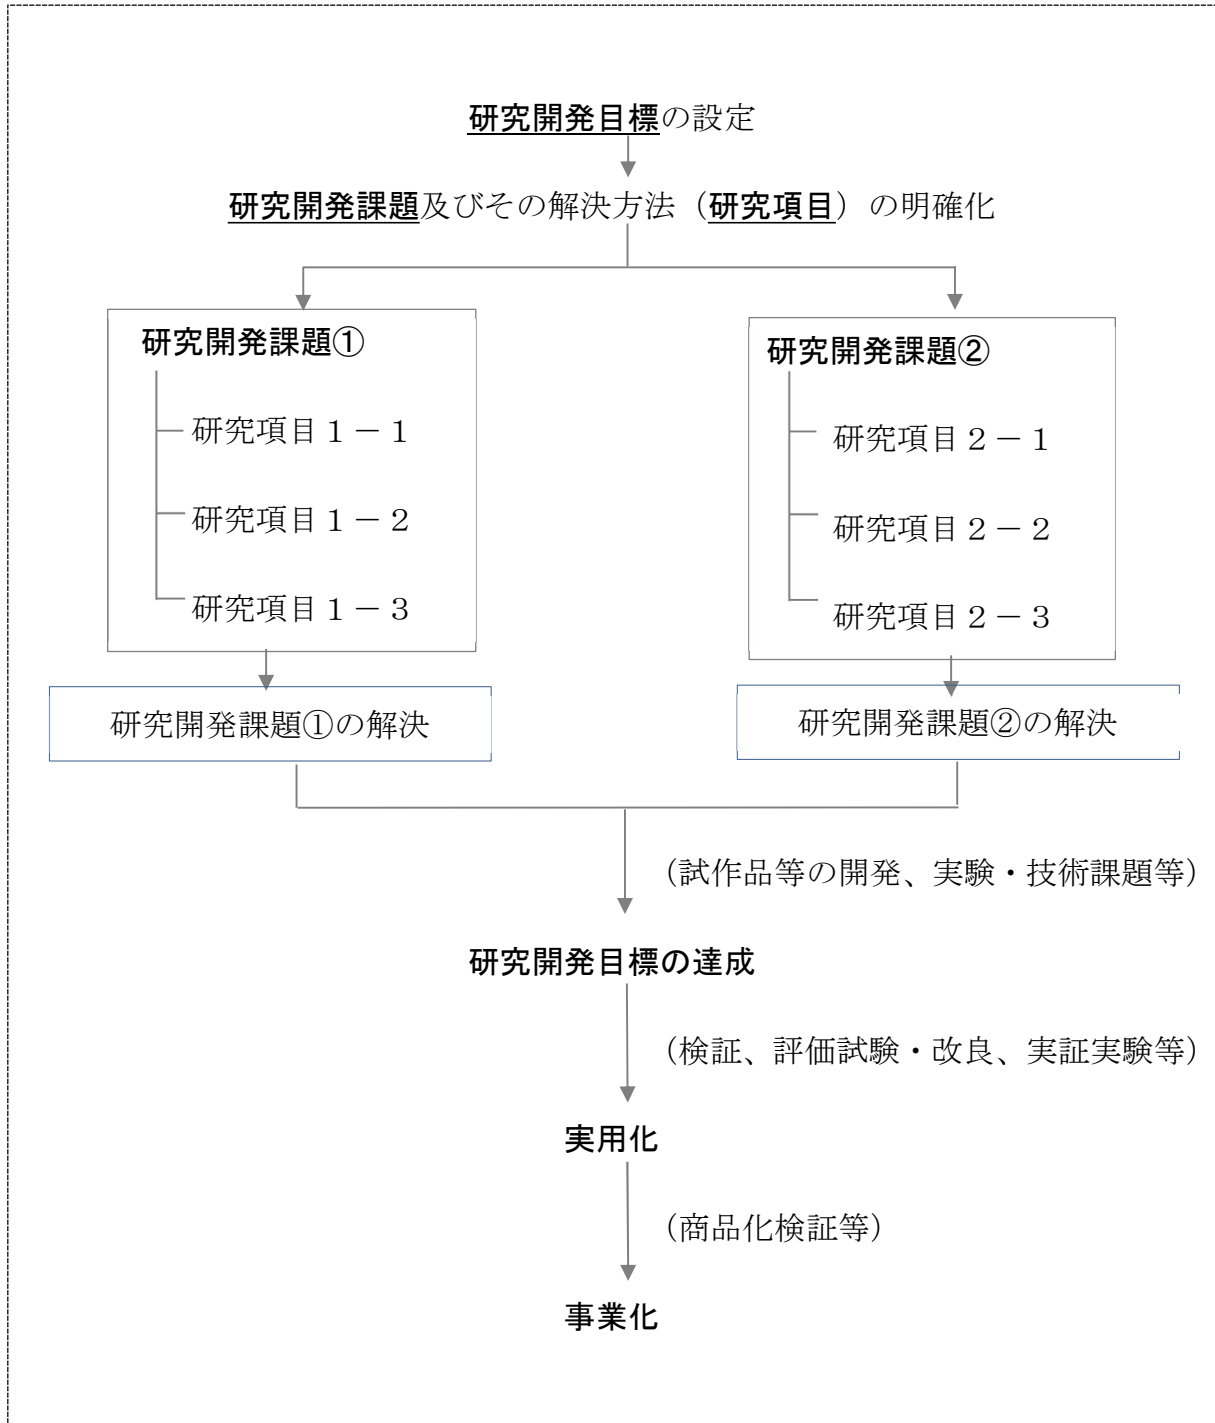 研究開発目標の設定
研究開発課題及びその解決方法（研究項目）の明確化
研究開発課題①
研究項目１－１
研究項目１－２
研究項目１－３
研究開発課題①の解決
研究開発課題②
研究項目２－１
研究項目２－２
研究項目２－３
研究開発課題②の解決
（試作品等の開発、実験・技術課題等）
研究開発目標の達成
（検証、評価試験・改良、実証実験等）
実用化
（商品化検証等）
事業化